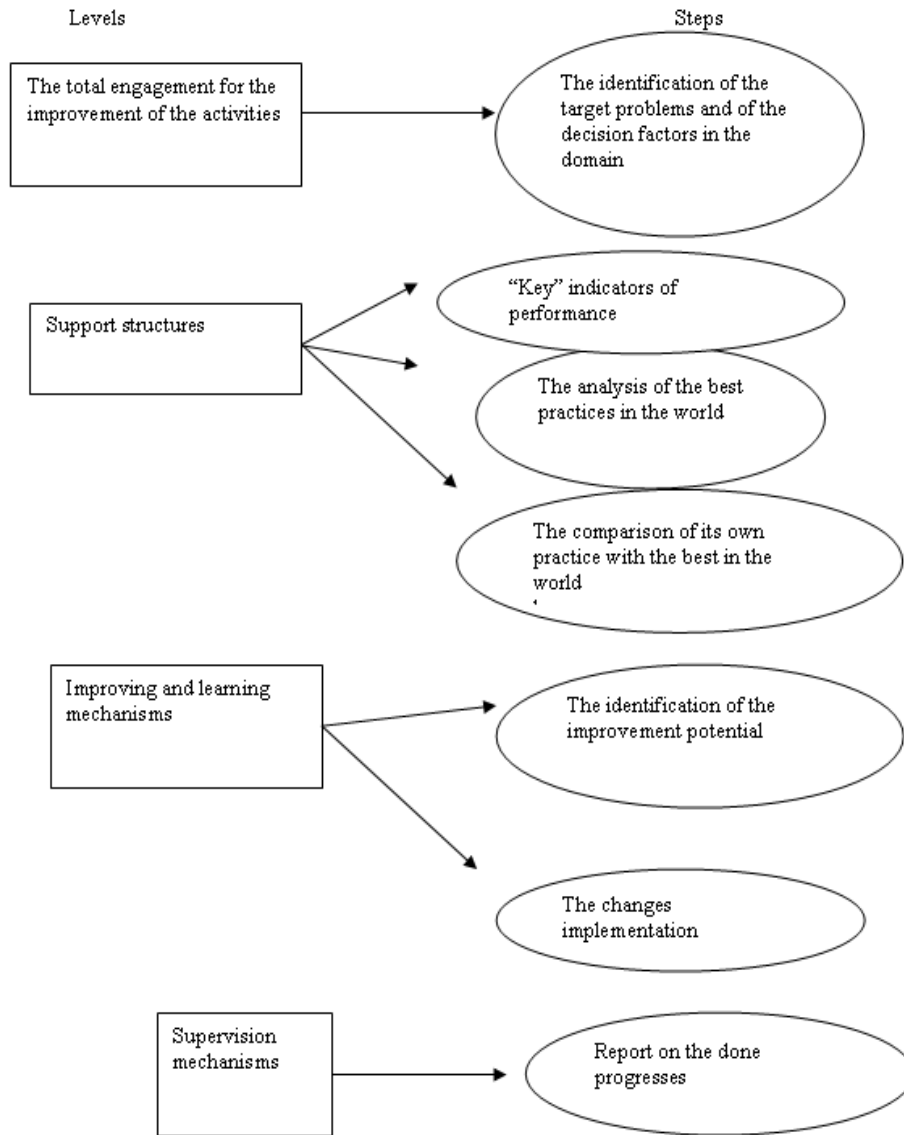 Levels
Steps
The total engagement for the
improvement of the activities
The identification of the
target problems and of the
decision factors in the
domain
Support structures
“Key” indicators of
performance
The analysis of the best
practices in the world
The comparison of its own
practice with the best in the
world
Improving and learning
mechanisms
The identification of the
improvement potential
The changes
implementation
Supervision
mechanisms
Report on the done
progresses